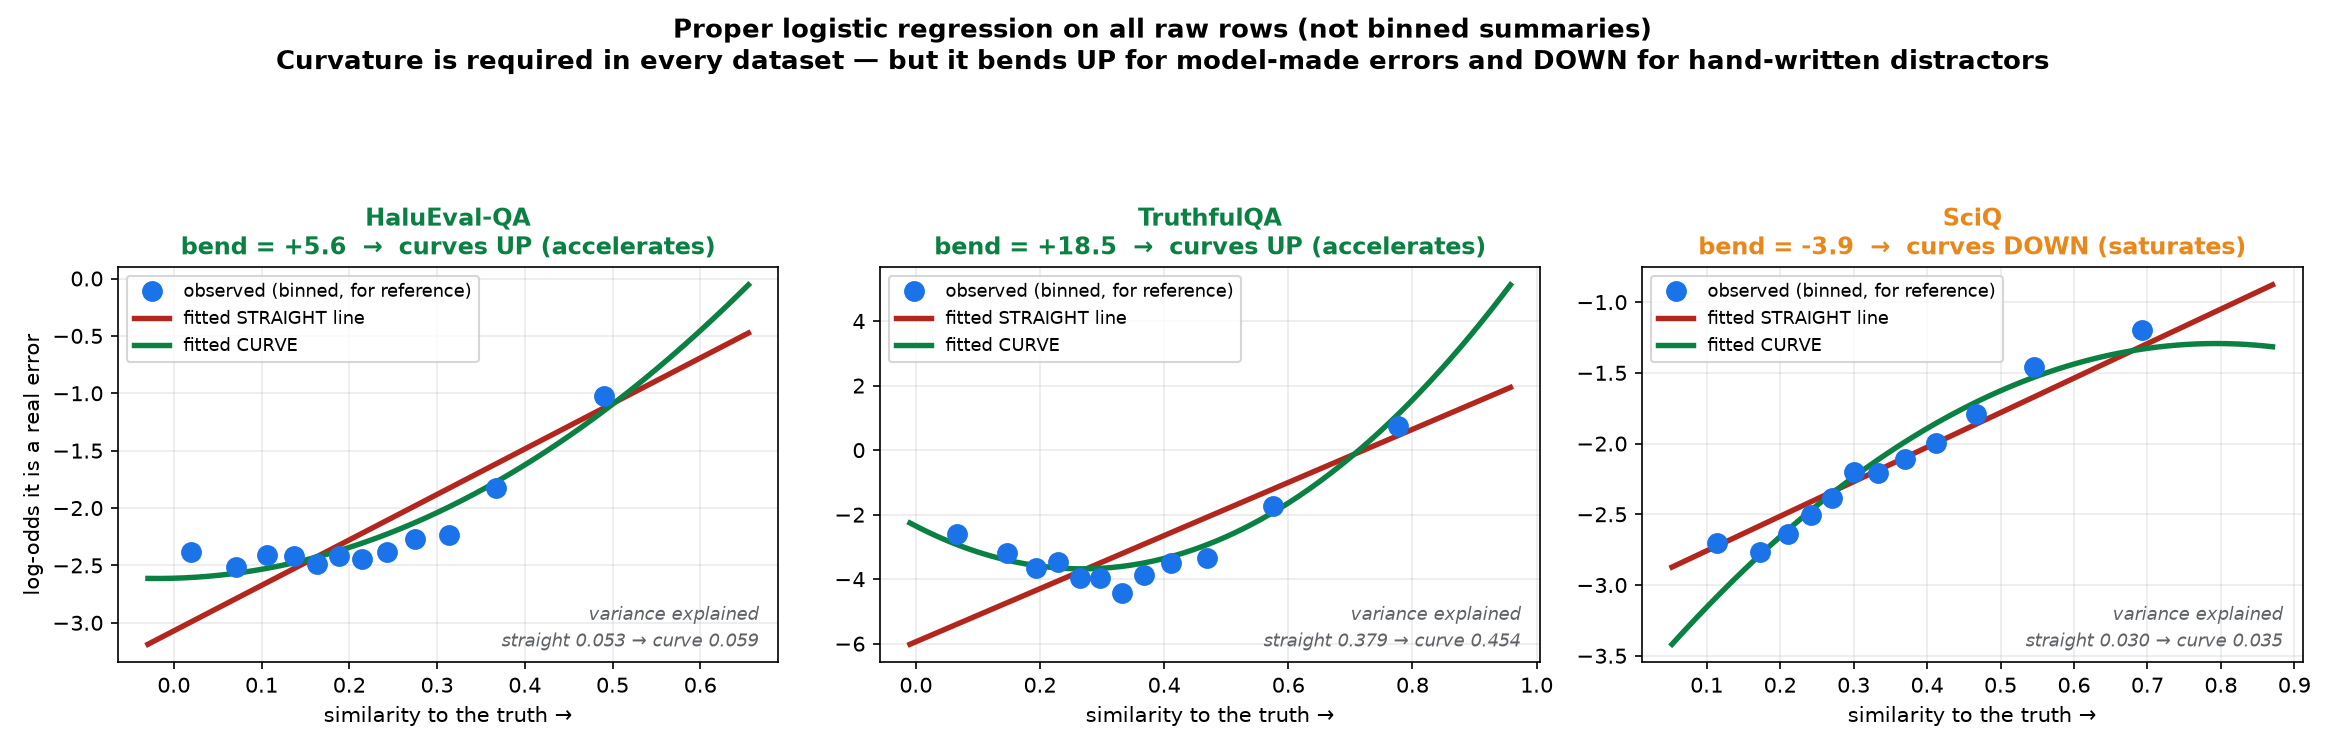 Proper logistic regression on all raw rows (not binned summaries)
Curvature is required in every dataset — but it bends UP for model-made errors and DOWN for hand-written distractors
HaluEval-QA
bend = +5.6 → curves UP (accelerates)
observed (binned, for reference)
fitted STRAIGHT line
fitted CURVE
variance explained
straight 0.053 → curve 0.059
log-odds it is a real error
0.0
−0.5
−1.0
−1.5
−2.0
−2.5
−3.0
0.0 0.1 0.2 0.3 0.4 0.5 0.6
similarity to the truth →
TruthfulQA
bend = +18.5 → curves UP (accelerates)
observed (binned, for reference)
fitted STRAIGHT line
fitted CURVE
variance explained
straight 0.379 → curve 0.454
4
2
0
−2
−4
−6
0.0 0.2 0.4 0.6 0.8 1.0
similarity to the truth →
SciQ
bend = -3.9 → curves DOWN (saturates)
observed (binned, for reference)
fitted STRAIGHT line
fitted CURVE
variance explained
straight 0.030 → curve 0.035
−1.0
−1.5
−2.0
−2.5
−3.0
−3.5
0.1 0.2 0.3 0.4 0.5 0.6 0.7 0.8 0.9
similarity to the truth →